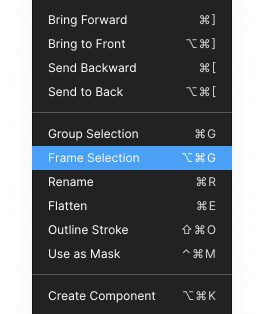 Bring Forward ⌘]
Bring to Front ⌥⌘]
Send Backward ⌘[
Send to Back ⌥⌘[
Group Selection ⌘G
Frame Selection ⌥⌘G
Rename ⌘R
Flatten ⌘E
Outline Stroke ⇧⌘O
Use as Mask ^⌘M
Create Component ⌥⌘K